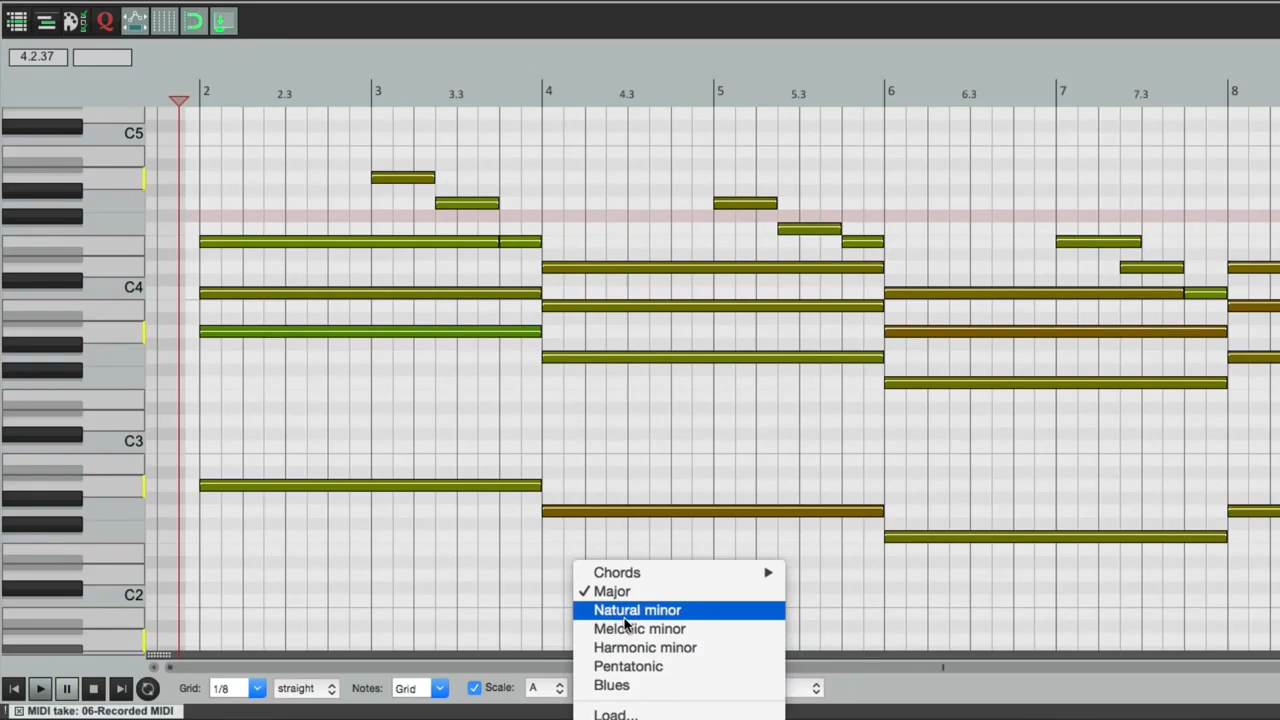 Q
4.2.37
2 2.3 3 3.3 4 4.3 5 5.3 6 6.3 7 7.3 8
C5
C4
C3
C2
Chords
Major
Natural minor
Melodic minor
Harmonic minor
Pentatonic
Blues
Load...
Grid: 1/8 straight Notes: Grid Scale: A
MIDI take: 06-Recorded MIDI